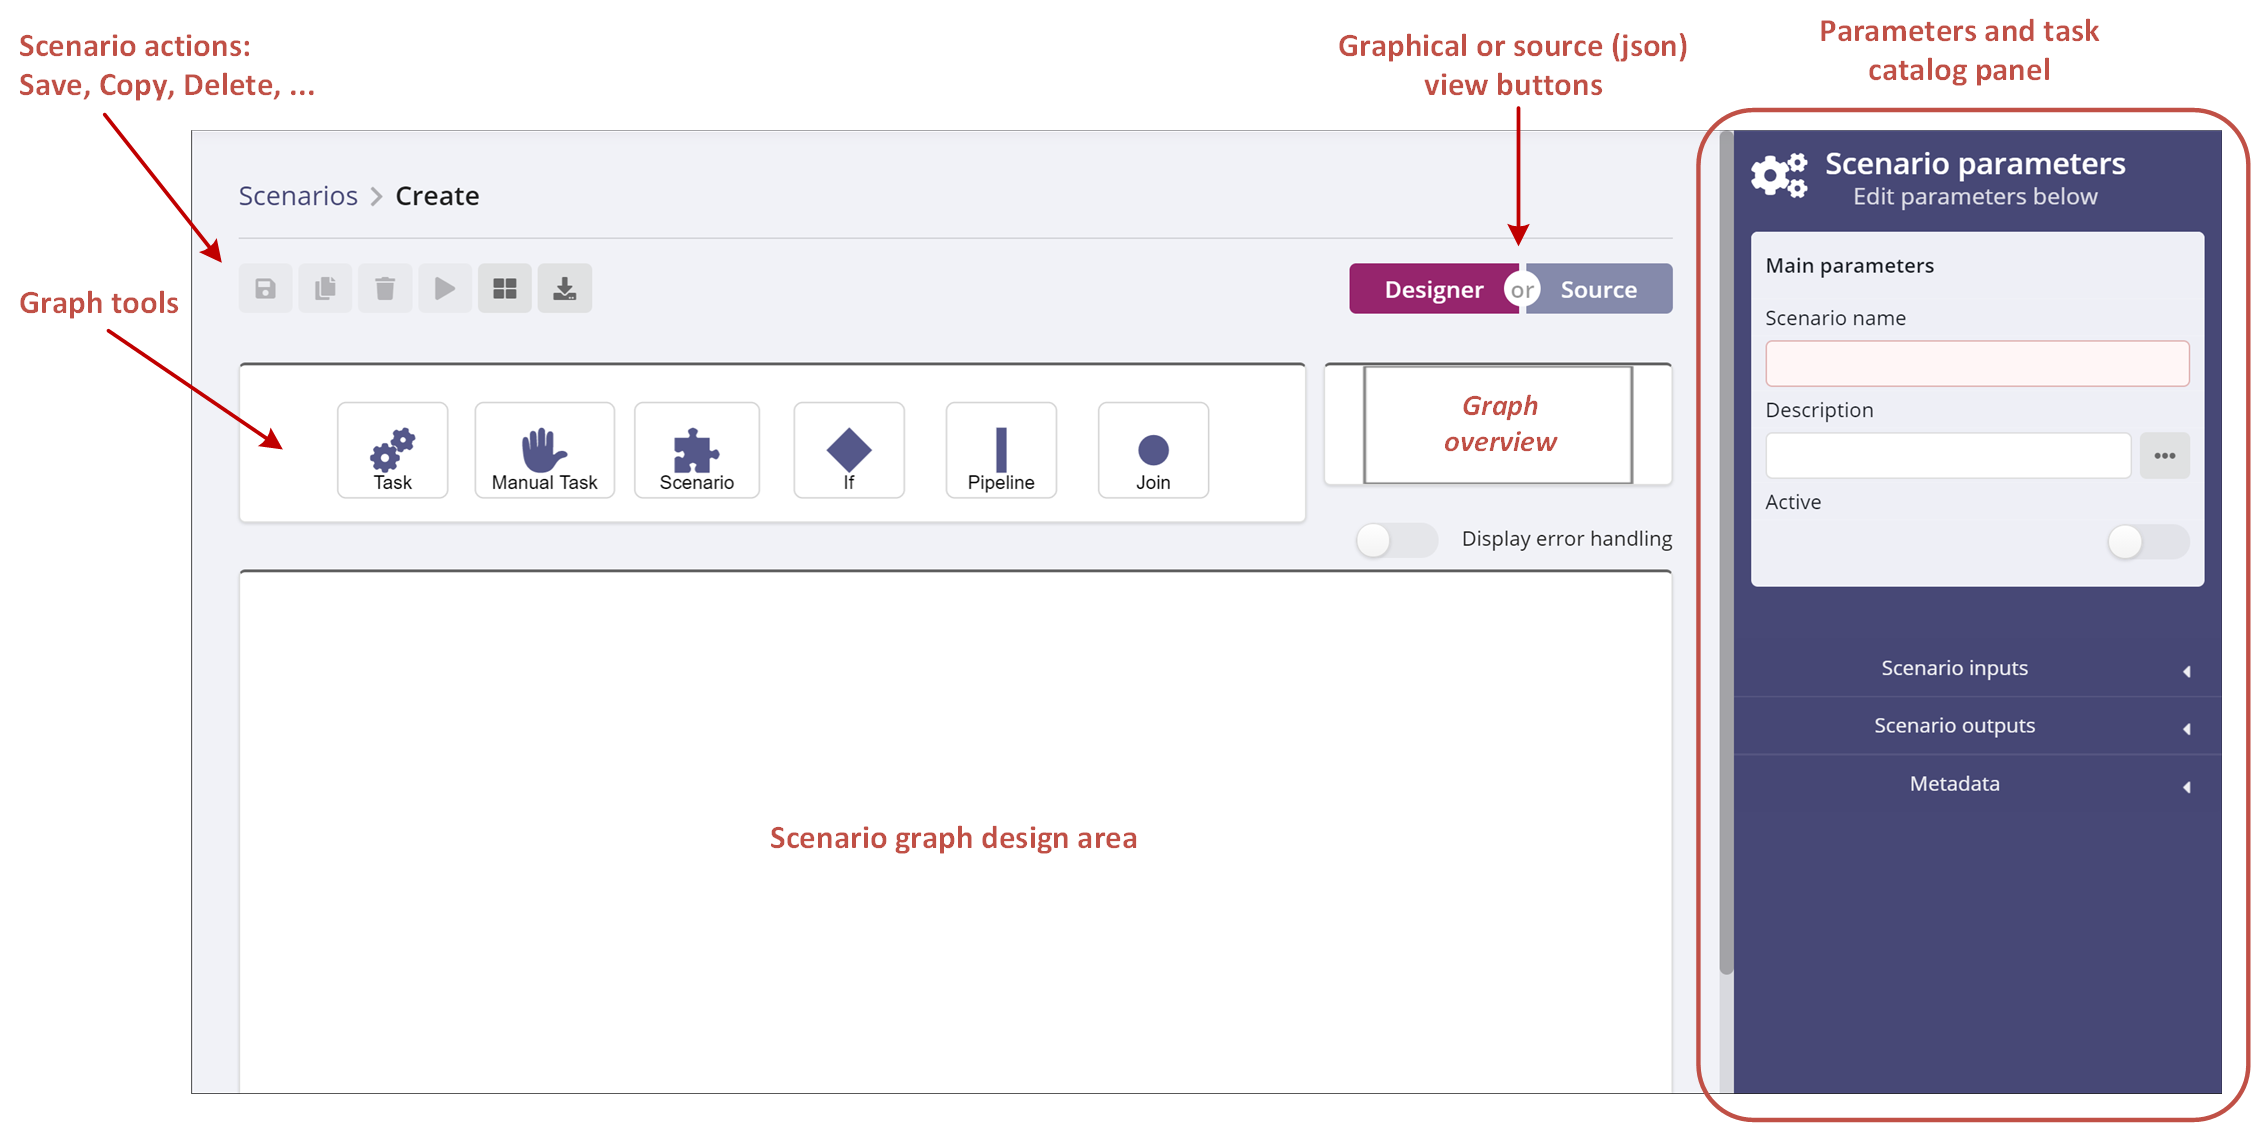 Scenario actions:
Save, Copy, Delete, ...
Graphical or source (json)
view buttons
Parameters and task
catalog panel
Scenarios > Create
Graph tools
Designer or Source
Task
Manual Task
Scenario
If
Pipeline
Join
Graph
overview
Display error handling
Scenario graph design area
Scenario parameters
Edit parameters below
Main parameters
Scenario name
Description
•••
Active
Scenario inputs
Scenario outputs
Metadata